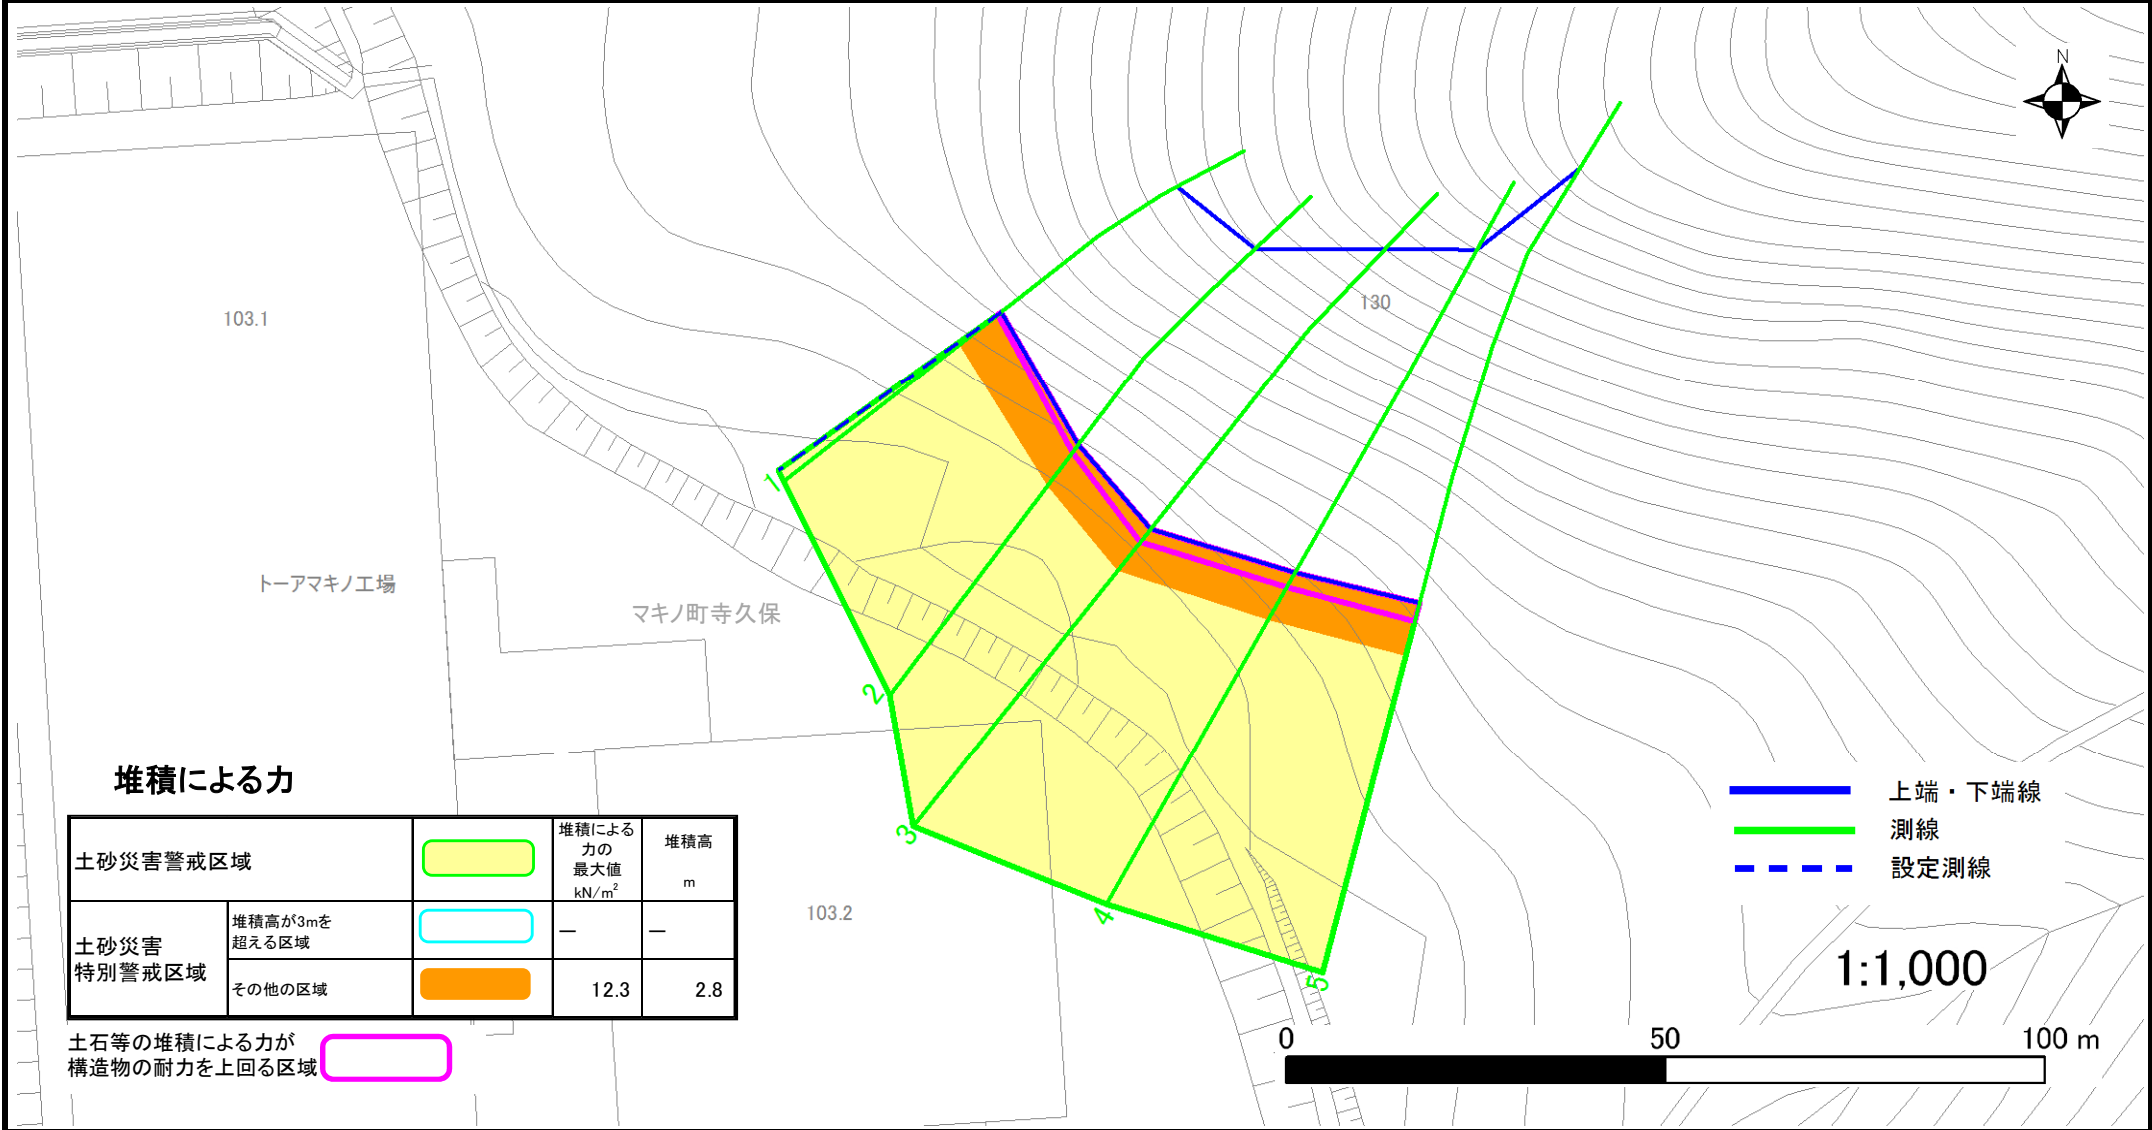 N
103.1
130
1
トーアマキノ工場
マキノ町寺久保
2
3
4
5
103.2
堆積による力
土砂災害警戒区域
堆積による
力の
最大値
kN/m²
堆積高
m
土砂災害
特別警戒区域
堆積高が3mを
超える区域
―
―
その他の区域
12.3
2.8
土石等の堆積による力が
構造物の耐力を上回る区域
上端・下端線
測線
設定測線
1:1,000
0
50
100 m